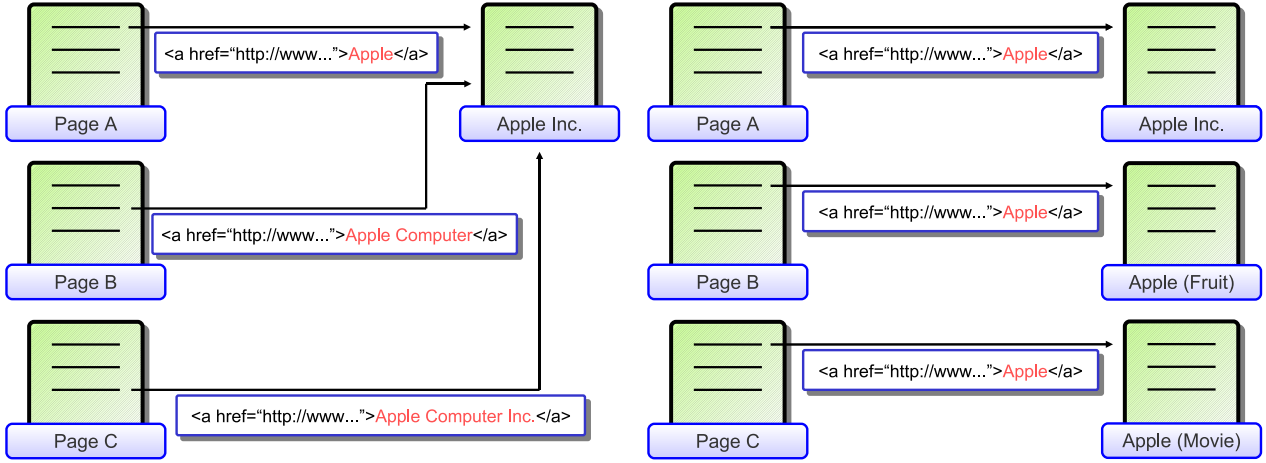 <a href=“http://www...”>Apple</a>
Page A
Apple Inc.
<a href=“http://www...”>Apple Computer</a>
Page B
<a href=“http://www...”>Apple Computer Inc.</a>
Page C
<a href=“http://www...”>Apple</a>
Page A
Apple Inc.
<a href=“http://www...”>Apple</a>
Page B
Apple (Fruit)
<a href=“http://www...”>Apple</a>
Page C
Apple (Movie)